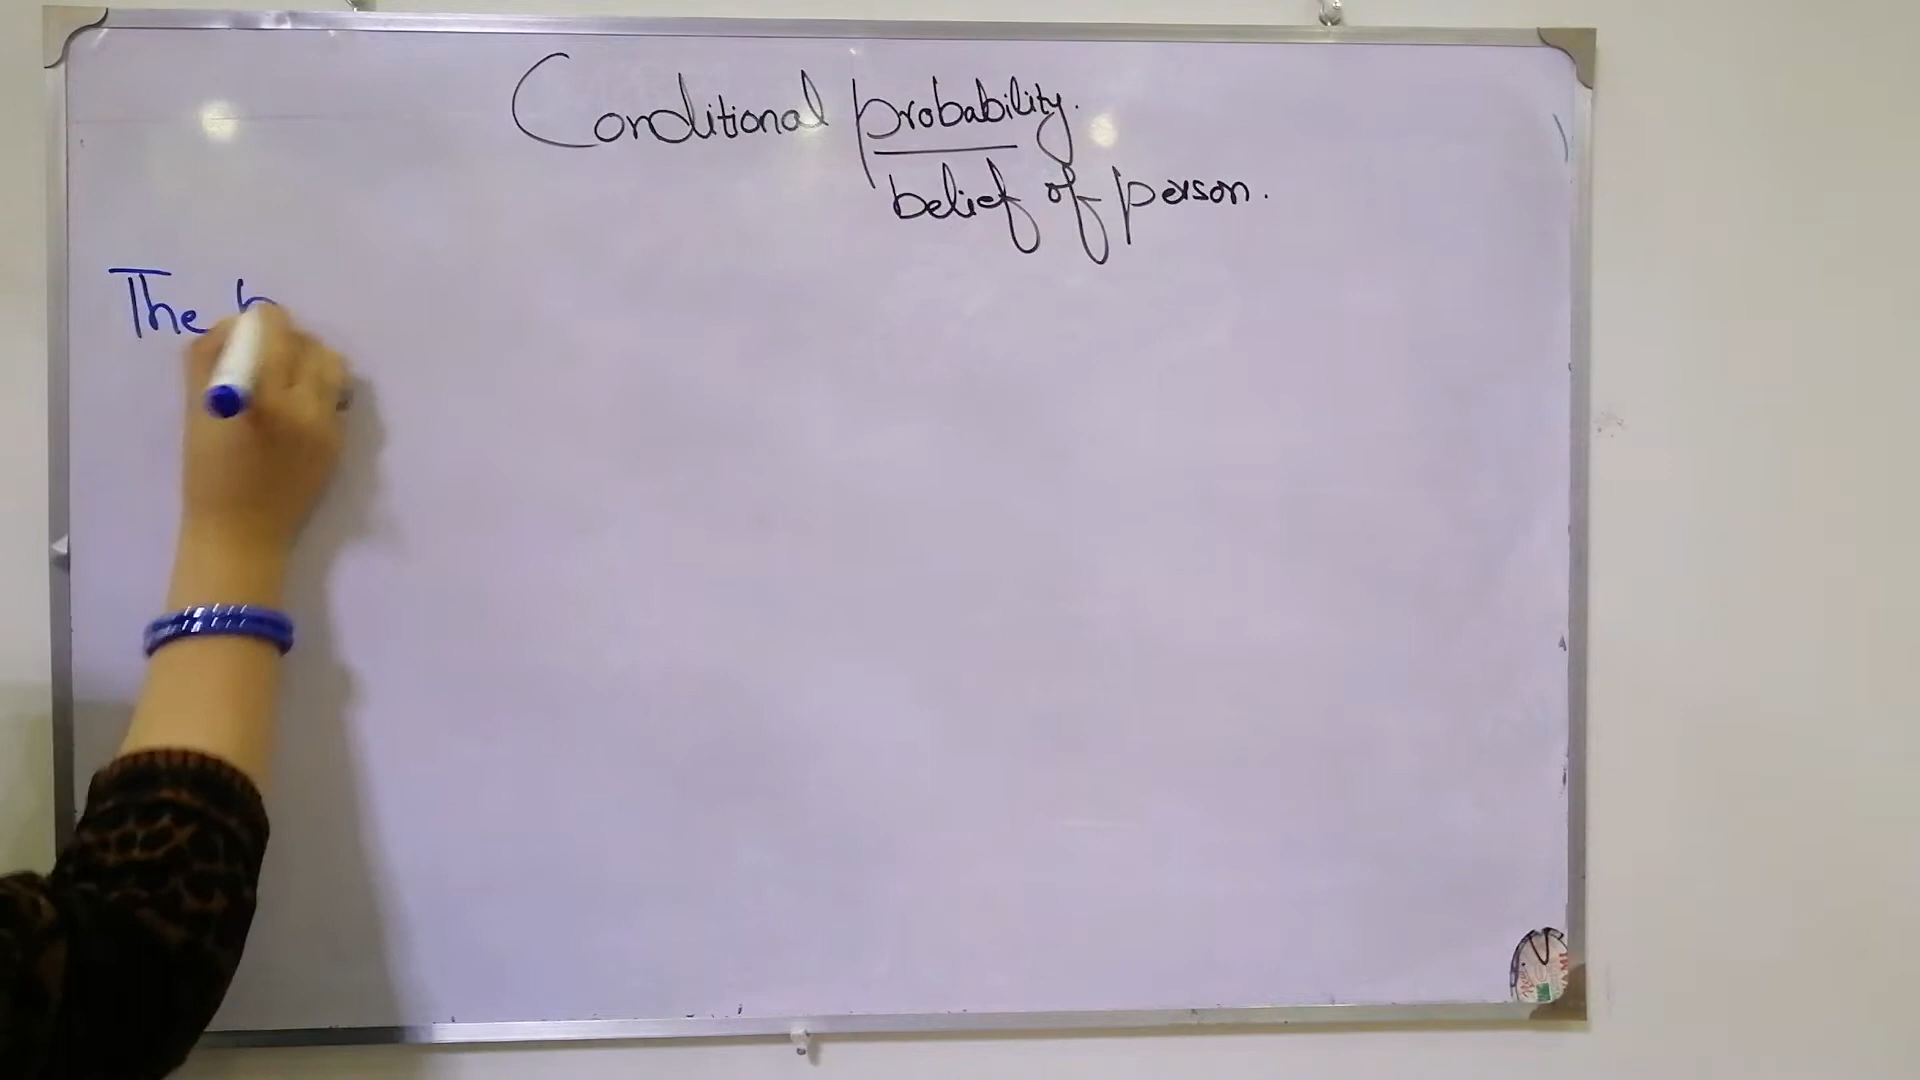 Conditional probability.
belief of person.
The